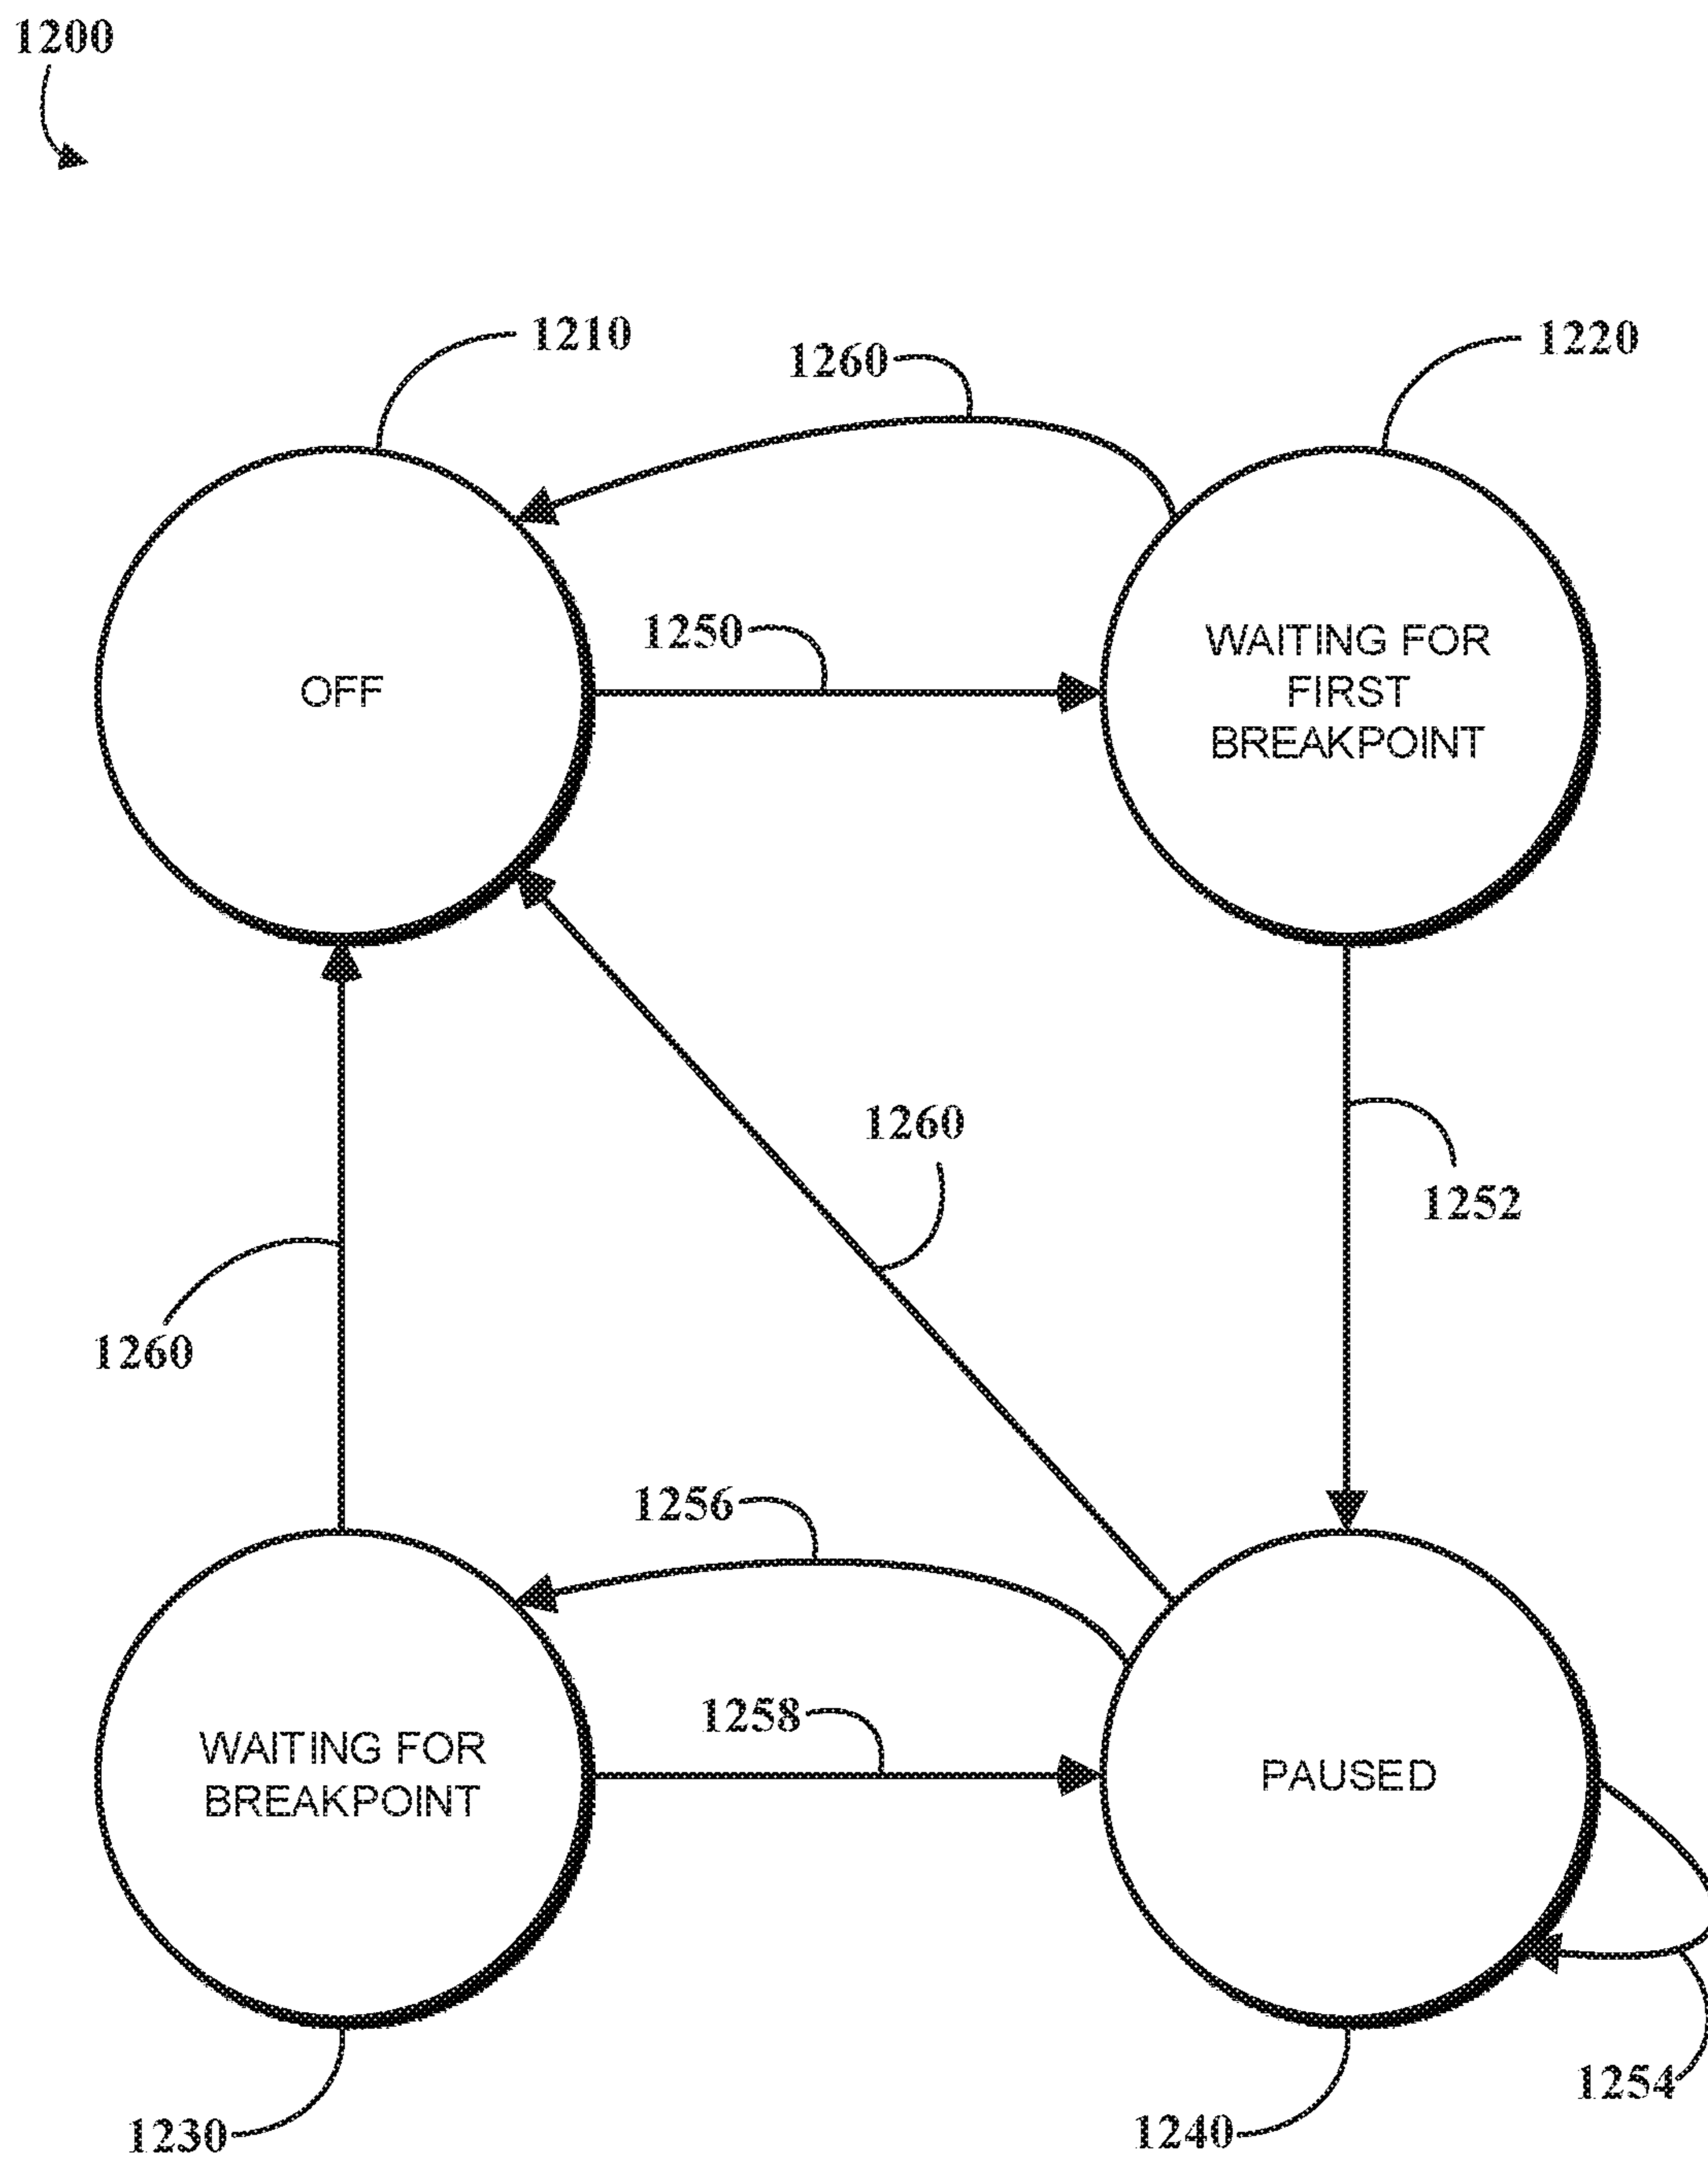 1200
1210
1260
1220
1250
OFF
WAITING FOR
FIRST
BREAKPOINT
1260
1252
1260
1256
1258
WAITING FOR
BREAKPOINT
PAUSED
1254
1230
1240